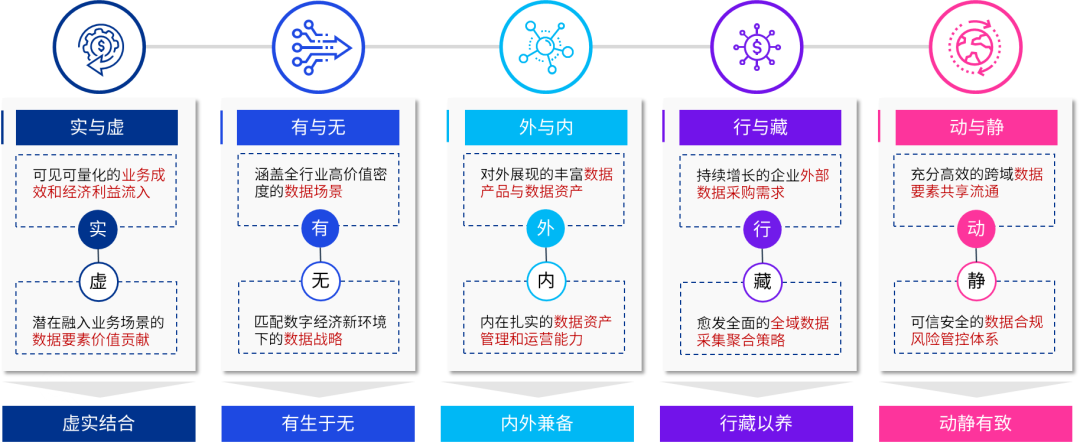 实与虚
可见可量化的业务成
效和经济利益流入
实
虚
潜在融入业务场景的
数据要素价值贡献
虚实结合
有与无
涵盖全行业高价值密
度的数据场景
有
无
匹配数字经济新环境
下的数据战略
有生于无
外与内
对外展现的丰富数据
产品与数据资产
外
内
内在扎实的数据资产
管理和运营能力
内外兼备
行与藏
持续增长的企业外部
数据采购需求
行
藏
愈发全面的全域数据
采集聚合策略
行藏以养
动与静
充分高效的跨域数据
要素共享流通
动
静
可信安全的数据合规
风险管控体系
动静有致